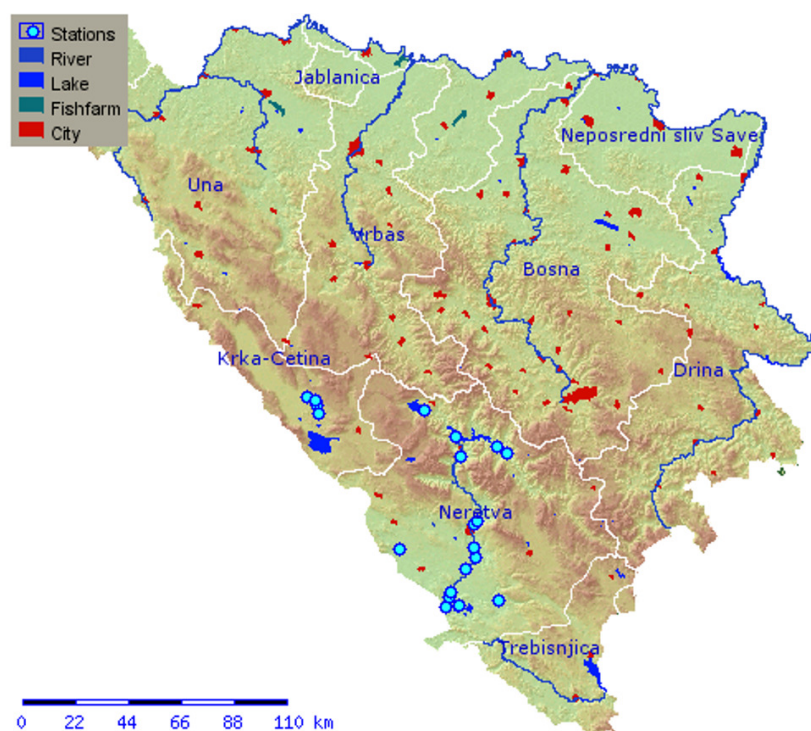 Stations
River
Lake
Fishfarm
City
Jablanica
Neposredni sliv Save
Una
Vrbas
Bosna
Krka-Cetina
Drina
Neretva
Trebisnjica
0 22 44 66 88 110 km